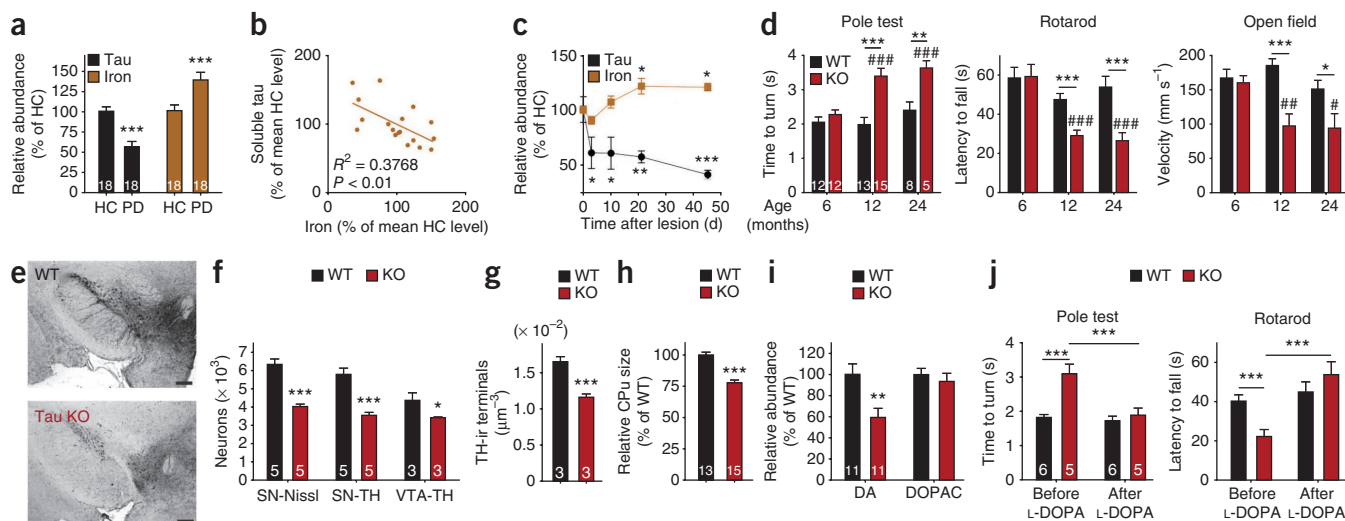 a
Tau
Iron
Relative abundance
(% of HC)
150
125
100
75
50
25
0
***
***
18
18
18
18
HC PD
HC PD
b
Soluble tau
(% of mean HC level)
200
100
0
R² = 0.3768
P < 0.01
0
100
200
Iron (% of mean HC level)
c
Tau
Iron
Relative abundance
(% of HC)
150
100
50
*
*
*
*
**
***
0
10
20
30
40
50
Time after lesion (d)
d
Pole test
WT
KO
Time to turn (s)
4
3
2
1
0
***
###
**
###
12
12
13
15
8
5
Age
(months)
6
12
24
Rotarod
Latency to fall (s)
80
60
40
20
0
***
###
***
###
6
12
24
Open field
Velocity (mm s⁻¹)
200
150
100
50
0
***
##
*
#
6
12
24
e
WT
Tau KO
f
WT
KO
Neurons (× 10³)
7
6
5
4
3
2
1
0
***
***
*
5
5
5
5
3
3
SN-Nissl
SN-TH
VTA-TH
g
WT
KO
(× 10⁻²)
TH-ir terminals
(μm⁻³)
2.0
1.5
1.0
0.5
0
***
3
3
h
WT
KO
Relative CPu size
(% of WT)
100
75
50
25
0
***
13
15
i
WT
KO
Relative abundance
(% of WT)
120
100
80
60
40
20
0
**
11
11
DA
DOPAC
j
WT
KO
Pole test
Time to turn (s)
4
3
2
1
0
***
***
6
5
6
5
Before
L-DOPA
After
L-DOPA
Rotarod
Latency to fall (s)
80
60
40
20
0
***
***
Before
L-DOPA
After
L-DOPA